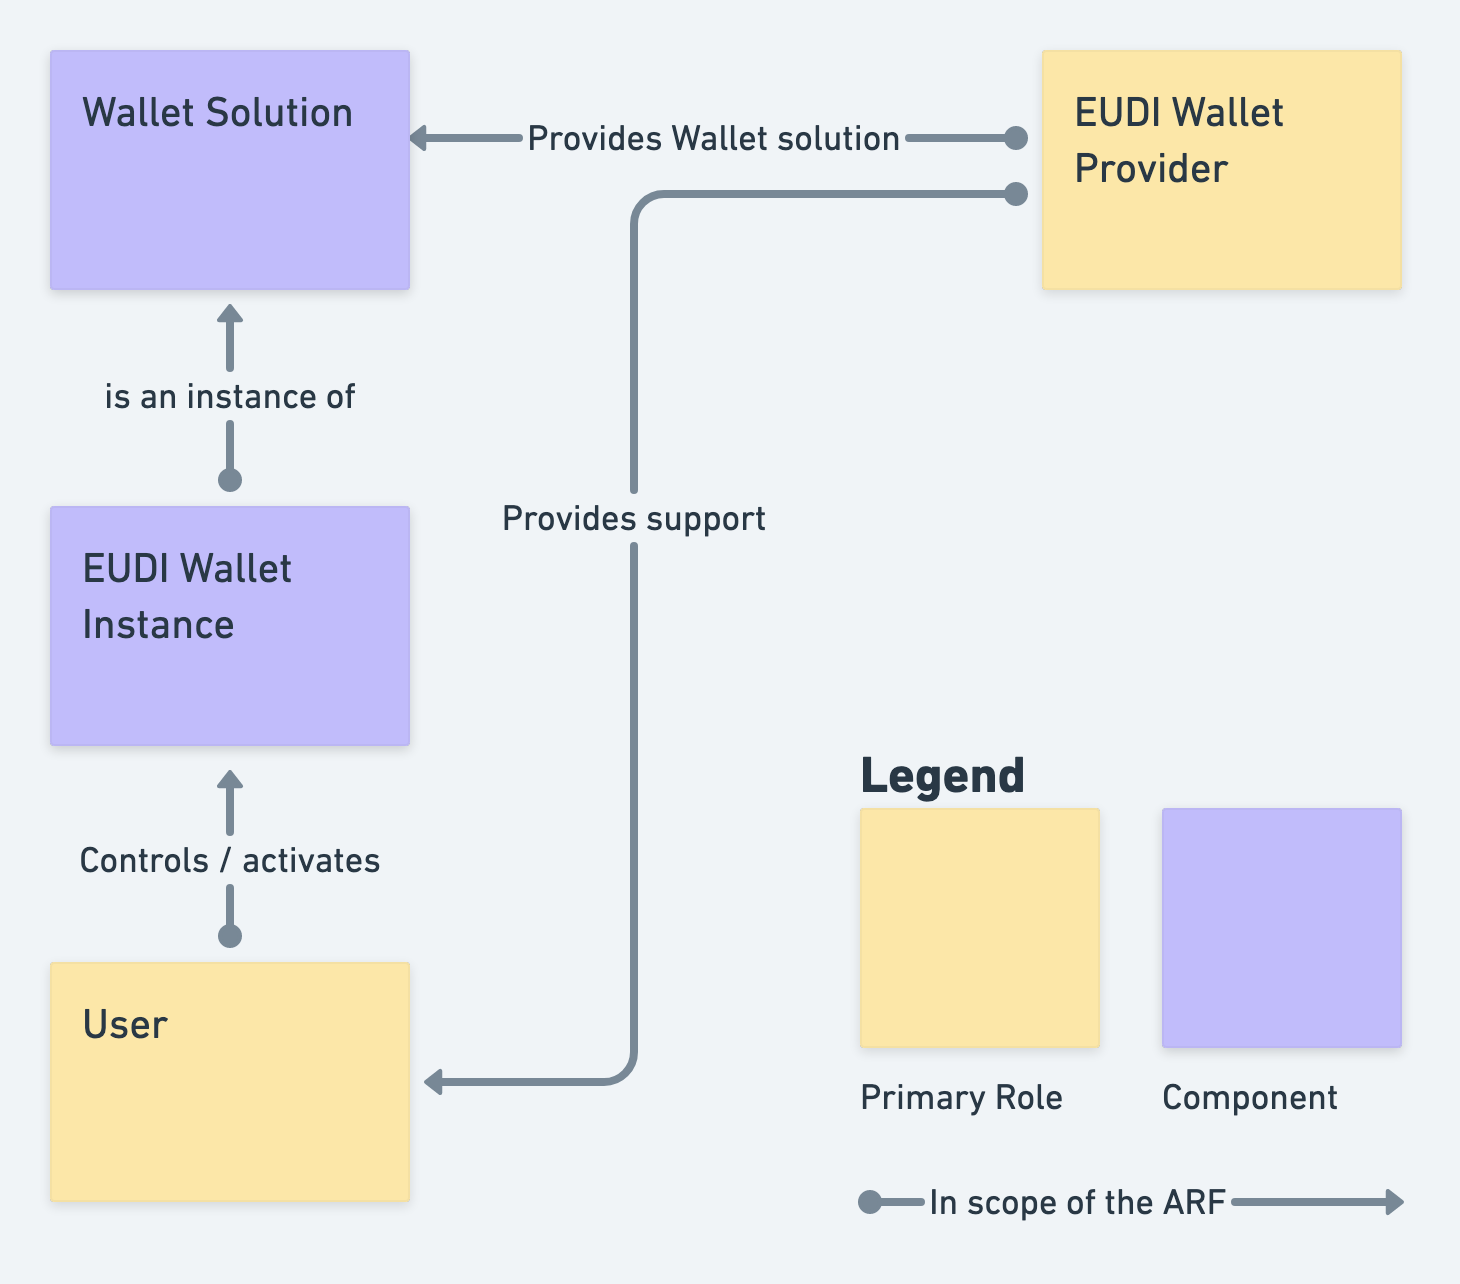 Wallet Solution
Provides Wallet solution
EUDI Wallet
Provider
is an instance of
Provides support
EUDI Wallet
Instance
Controls / activates
User
Legend
Primary Role
Component
In scope of the ARF